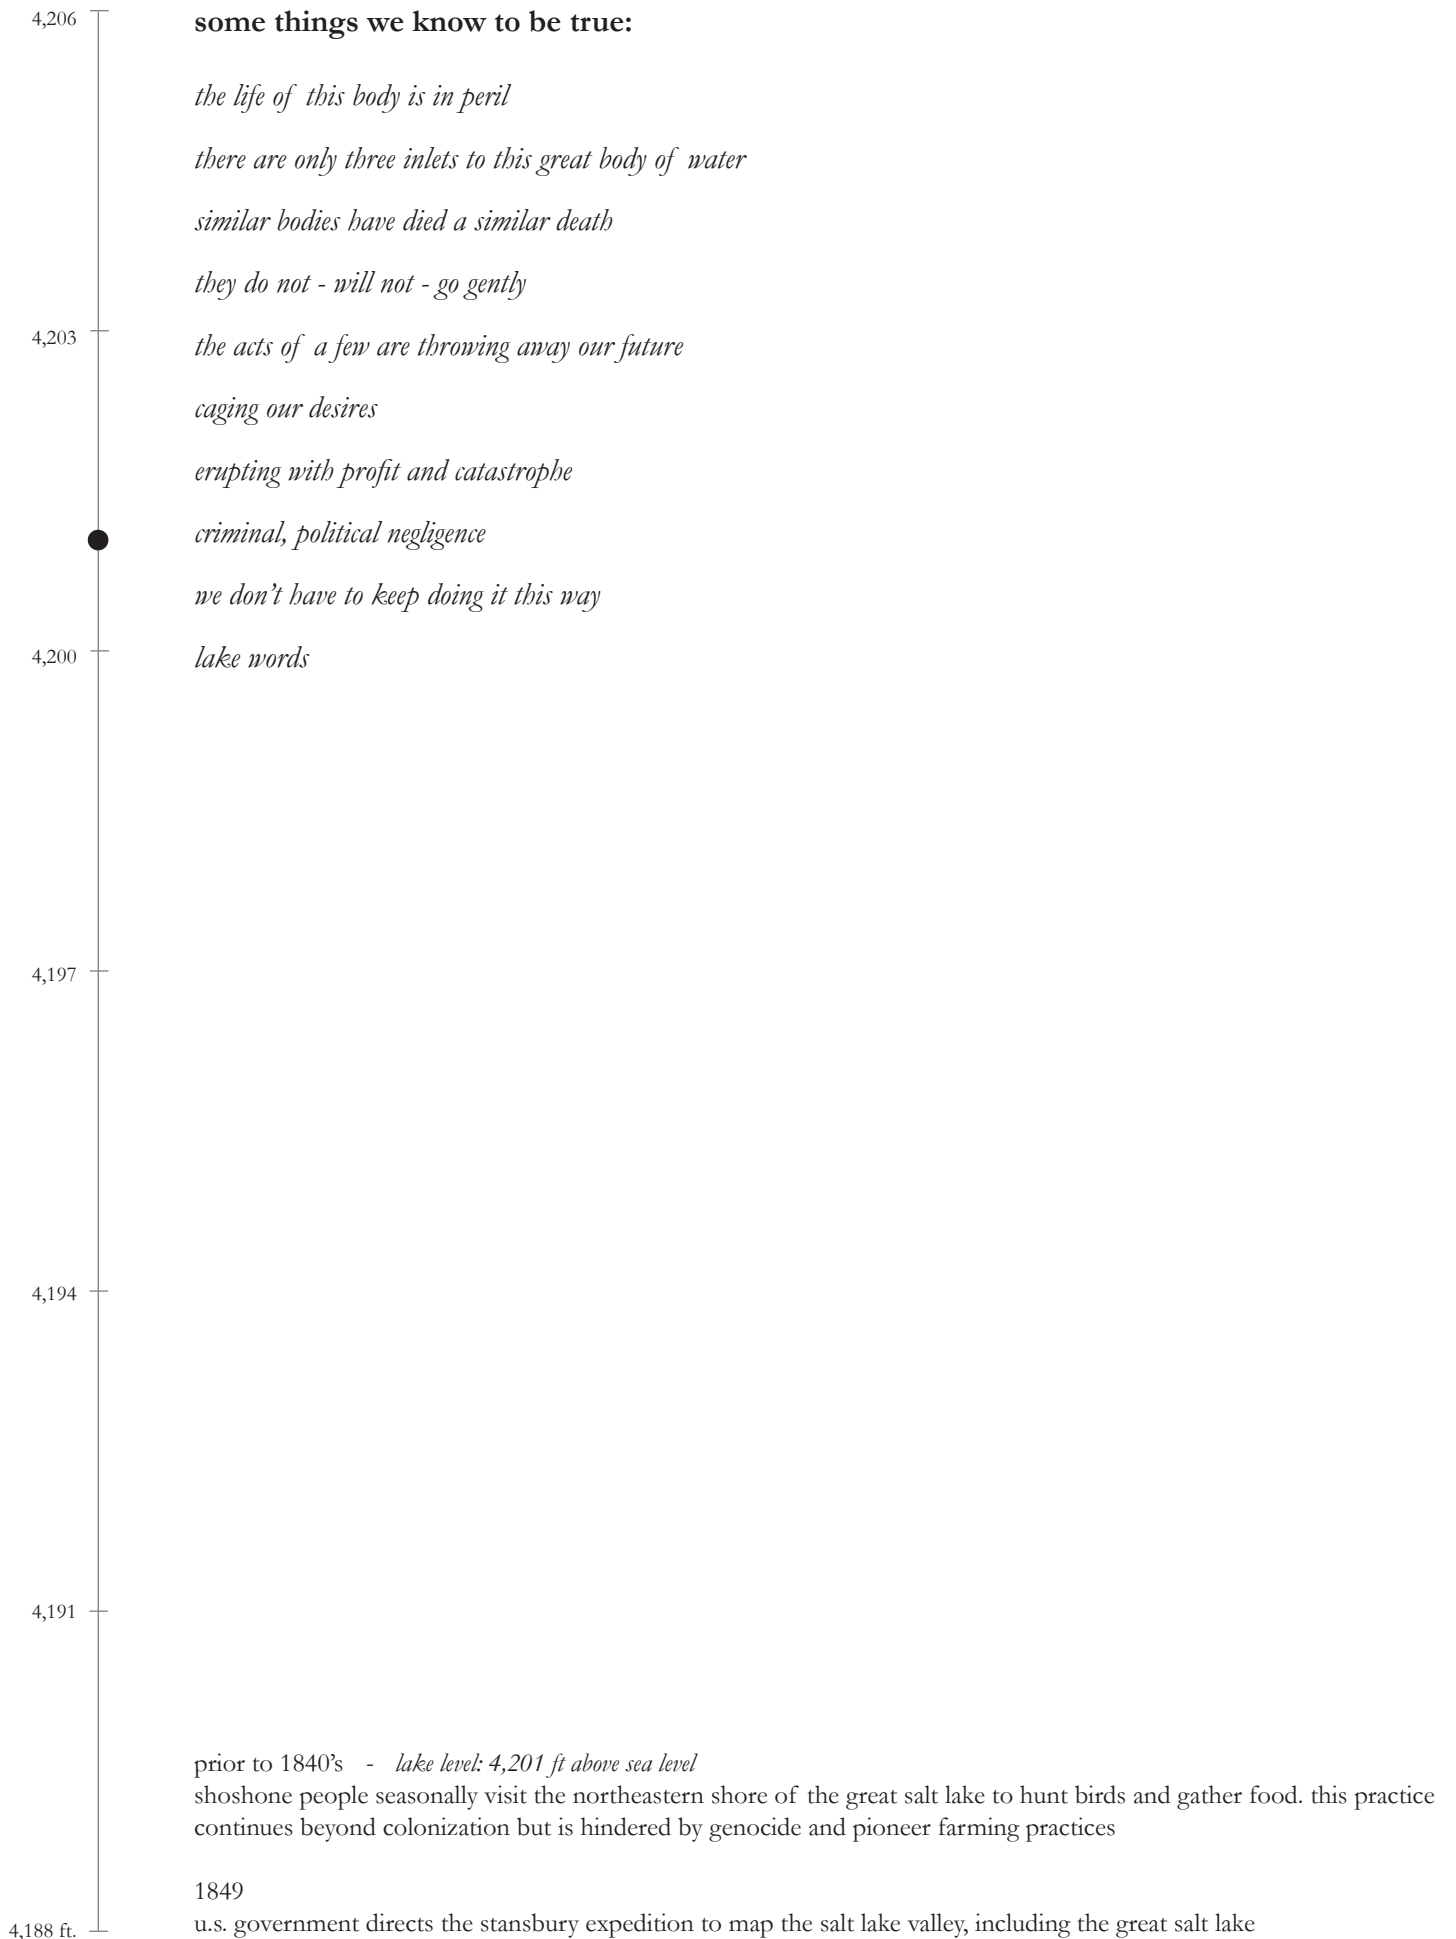 4,206
some things we know to be true:
the life of this body is in peril
there are only three inlets to this great body of water
similar bodies have died a similar death
they do not - will not - go gently
4,203
the acts of a few are throwing away our future
caging our desires
erupting with profit and catastrophe
criminal, political negligence
we don't have to keep doing it this way
4,200
lake words
4,197
4,194
4,191
prior to 1840's - lake level: 4,201 ft above sea level
shoshone people seasonally visit the northeastern shore of the great salt lake to hunt birds and gather food. this practice
continues beyond colonization but is hindered by genocide and pioneer farming practices
1849
u.s. government directs the stansbury expedition to map the salt lake valley, including the great salt lake
4,188 ft.